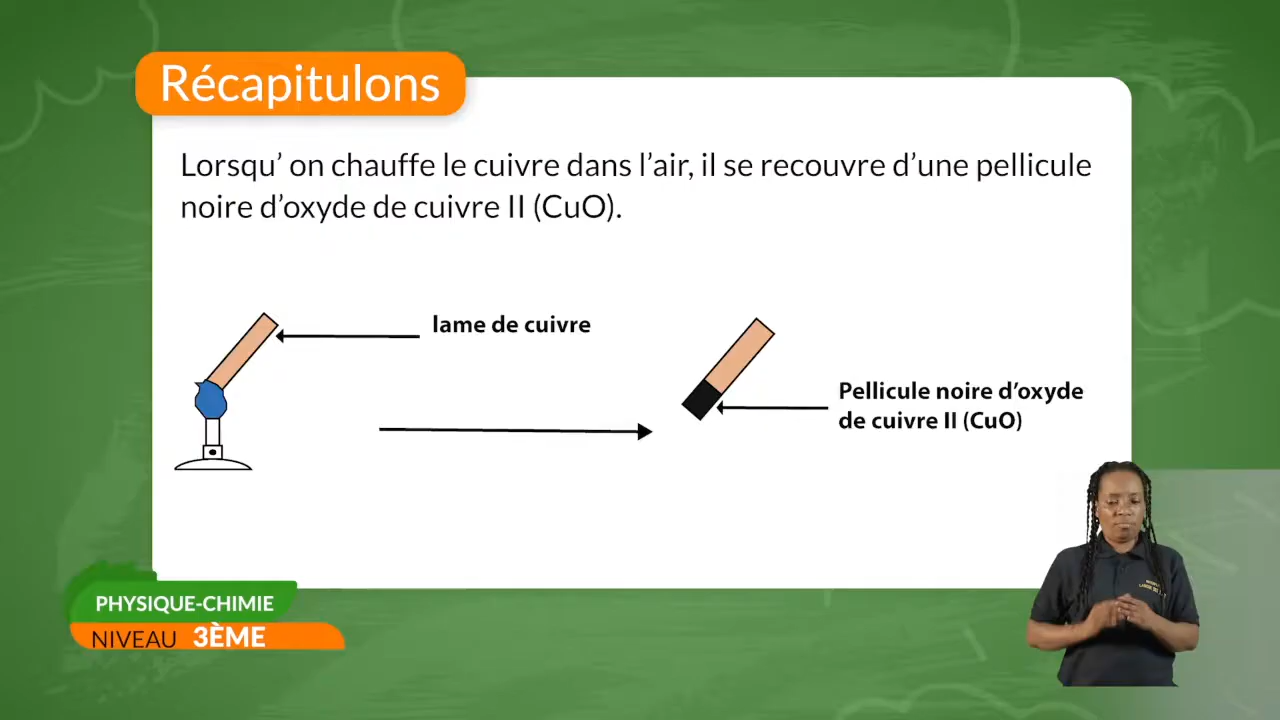 Récapitulons
Lorsqu’ on chauffe le cuivre dans l’air, il se recouvre d’une pellicule
noire d’oxyde de cuivre II (CuO).
lame de cuivre
Pellicule noire d’oxyde
de cuivre II (CuO)
PHYSIQUE-CHIMIE
NIVEAU 3ÈME